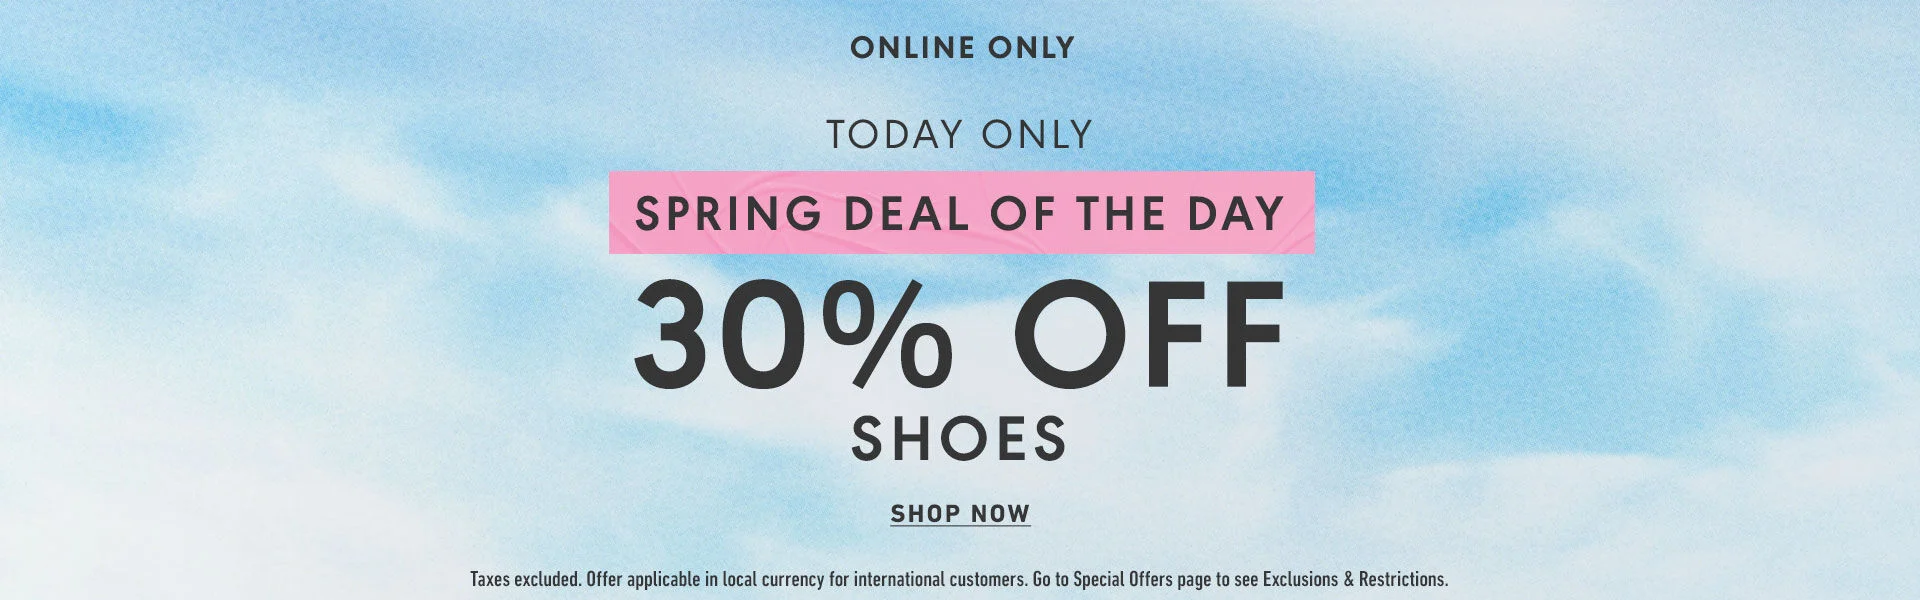 ONLINE ONLY
TODAY ONLY
SPRING DEAL OF THE DAY
30% OFF
SHOES
SHOP NOW
Taxes excluded. Offer applicable in local currency for international customers. Go to Special Offers page to see Exclusions & Restrictions.